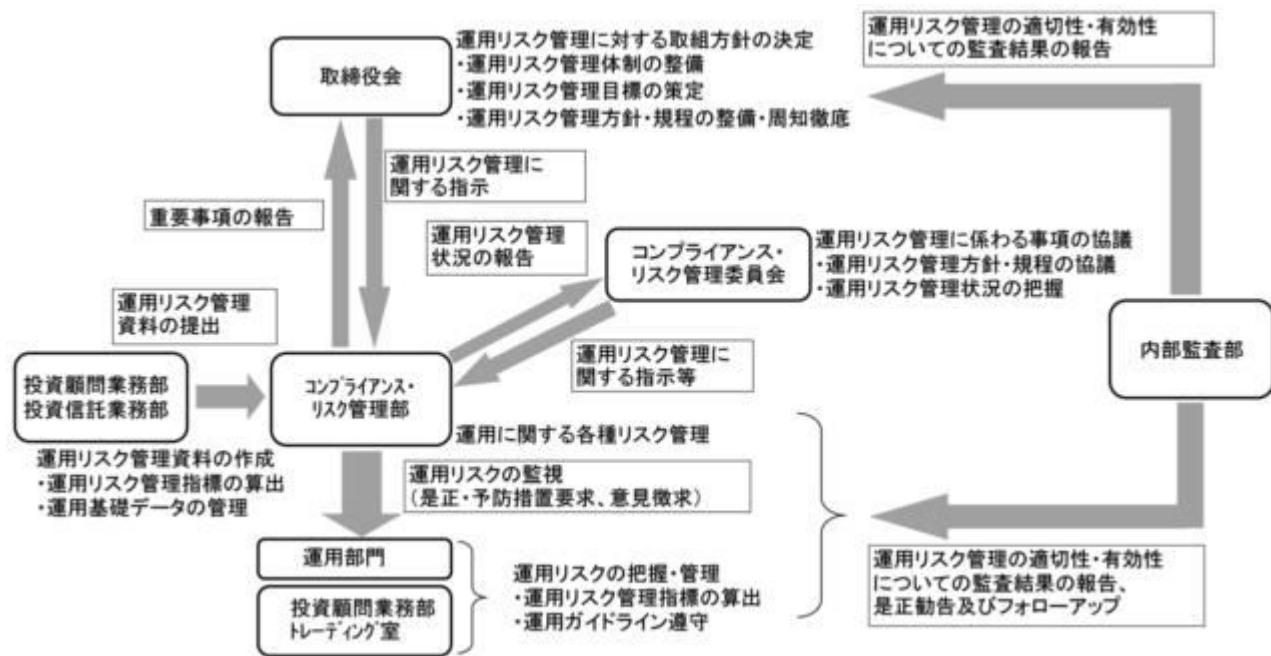 運用リスク管理に対する取組方針の決定
・運用リスク管理体制の整備
・運用リスク管理目標の策定
・運用リスク管理方針・規程の整備・周知徹底
取締役会
運用リスク管理の適切性・有効性
についての監査結果の報告
運用リスク管理に
関する指示
重要事項の報告
運用リスク管理
状況の報告
コンプライアンス・
リスク管理委員会
運用リスク管理に係わる事項の協議
・運用リスク管理方針・規程の協議
・運用リスク管理状況の把握
運用リスク管理
資料の提出
運用リスク管理に
関する指示等
内部監査部
投資顧問業務部
投資信託業務部
コンプライアンス・
リスク管理部
運用に関する各種リスク管理
運用リスク管理資料の作成
・運用リスク管理指標の算出
・運用基礎データの管理
運用リスクの監視
（是正・予防措置要求、意見徴求）
運用部門
投資顧問業務部
トレーディング室
運用リスクの把握・管理
・運用リスク管理指標の算出
・運用ガイドライン遵守
運用リスク管理の適切性・有効性
についての監査結果の報告、
是正勧告及びフォローアップ